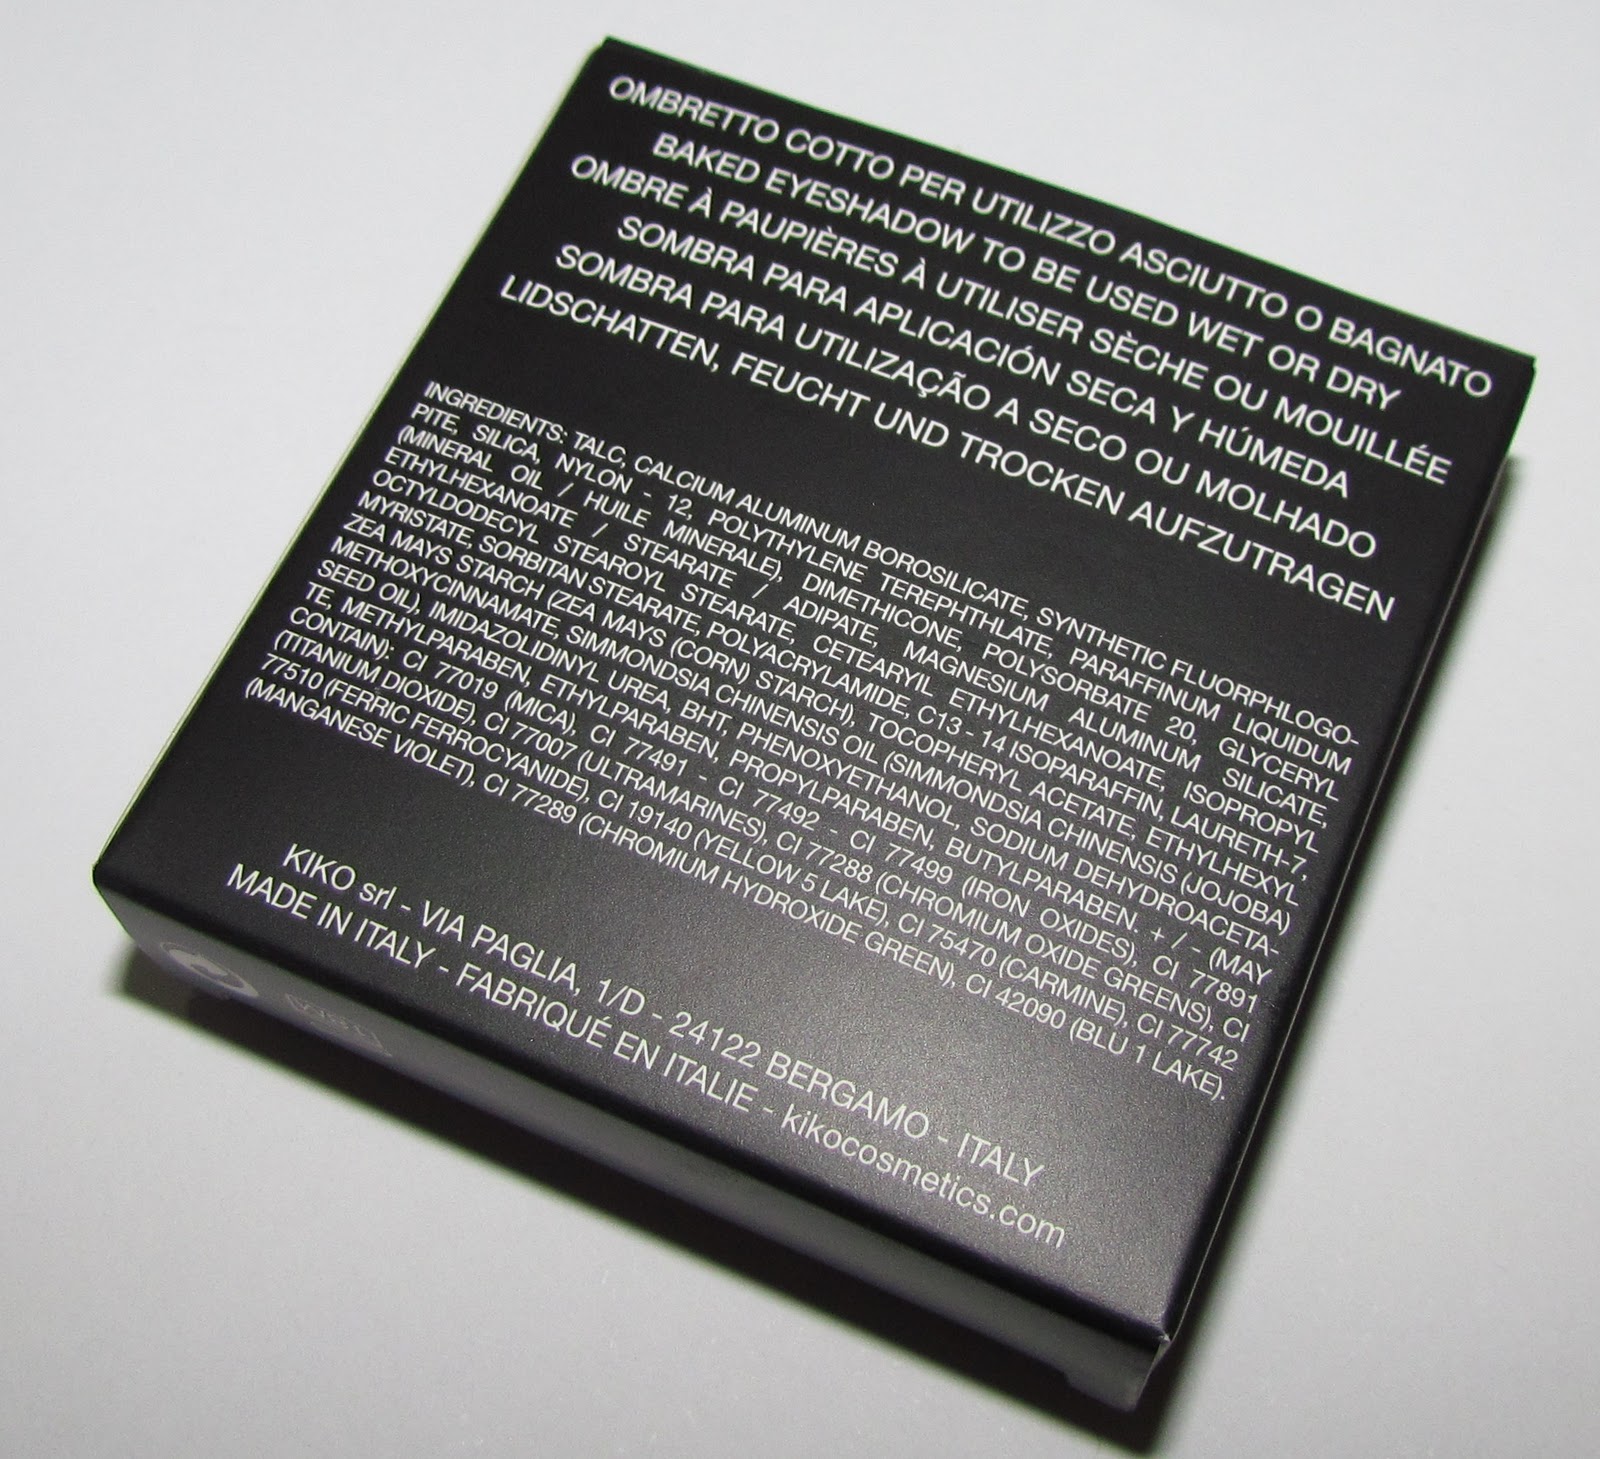 OMBRETTO COTTO PER UTILIZZO ASCIUTTO O BAGNATO
BAKED EYESHADOW TO BE USED WET OR DRY
OMBRE À PAUPIÈRES À UTILISER SÈCHE OU MOUILLÉE
SOMBRA PARA APLICACIÓN SECA Y HÚMEDA
SOMBRA PARA UTILIZAÇÃO A SECO OU MOLHADO
LIDSCHATTEN, FEUCHT UND TROCKEN AUFZUTRAGEN
INGREDIENTS: TALC, CALCIUM ALUMINUM BOROSILICATE, SYNTHETIC FLUORPHLOGO-
PITE, SILICA, NYLON - 12, POLYTHYLENE TEREPHTHLATE, PARAFFINUM LIQUIDUM
(MINERAL OIL / HUILE MINERALE), DIMETHICONE, POLYSORBATE 20, GLYCERYL
ETHYLHEXANOATE / STEARATE / ADIPATE, MAGNESIUM ALUMINUM SILICATE,
OCTYLDODECYL STEAROYL STEARATE, CETEARYIL ETHYLHEXANOATE, ISOPROPYL
MYRISTATE, SORBITAN STEARATE, POLYACRYLAMIDE, C13 - 14 ISOPARAFFIN, LAURETH-7,
ZEA MAYS STARCH (ZEA MAYS (CORN) STARCH), TOCOPHERYL ACETATE, ETHYLHEXYL
METHOXYCINNAMATE, SIMMONDSIA CHINENSIS OIL (SIMMONDSIA CHINENSIS (JOJOBA)
SEED OIL), IMIDAZOLIDINYL UREA, BHT, PHENOXYETHANOL, SODIUM DEHYDROACETA-
TE, METHYLPARABEN, ETHYLPARABEN, PROPYLPARABEN, BUTYLPARABEN. + / - (MAY
CONTAIN): CI 77019 (MICA), CI 77491 - CI 77492 - CI 77499 (IRON OXIDES), CI 77891
(TITANIUM DIOXIDE), CI 77007 (ULTRAMARINES), CI 77288 (CHROMIUM OXIDE GREENS), CI
77510 (FERRIC FERROCYANIDE), CI 19140 (YELLOW 5 LAKE), CI 75470 (CARMINE), CI 77742
(MANGANESE VIOLET), CI 77289 (CHROMIUM HYDROXIDE GREEN), CI 42090 (BLU 1 LAKE).
KIKO srl - VIA PAGLIA, 1/D - 24122 BERGAMO - ITALY
MADE IN ITALY - FABRIQUÉ EN ITALIE - kikocosmetics.com